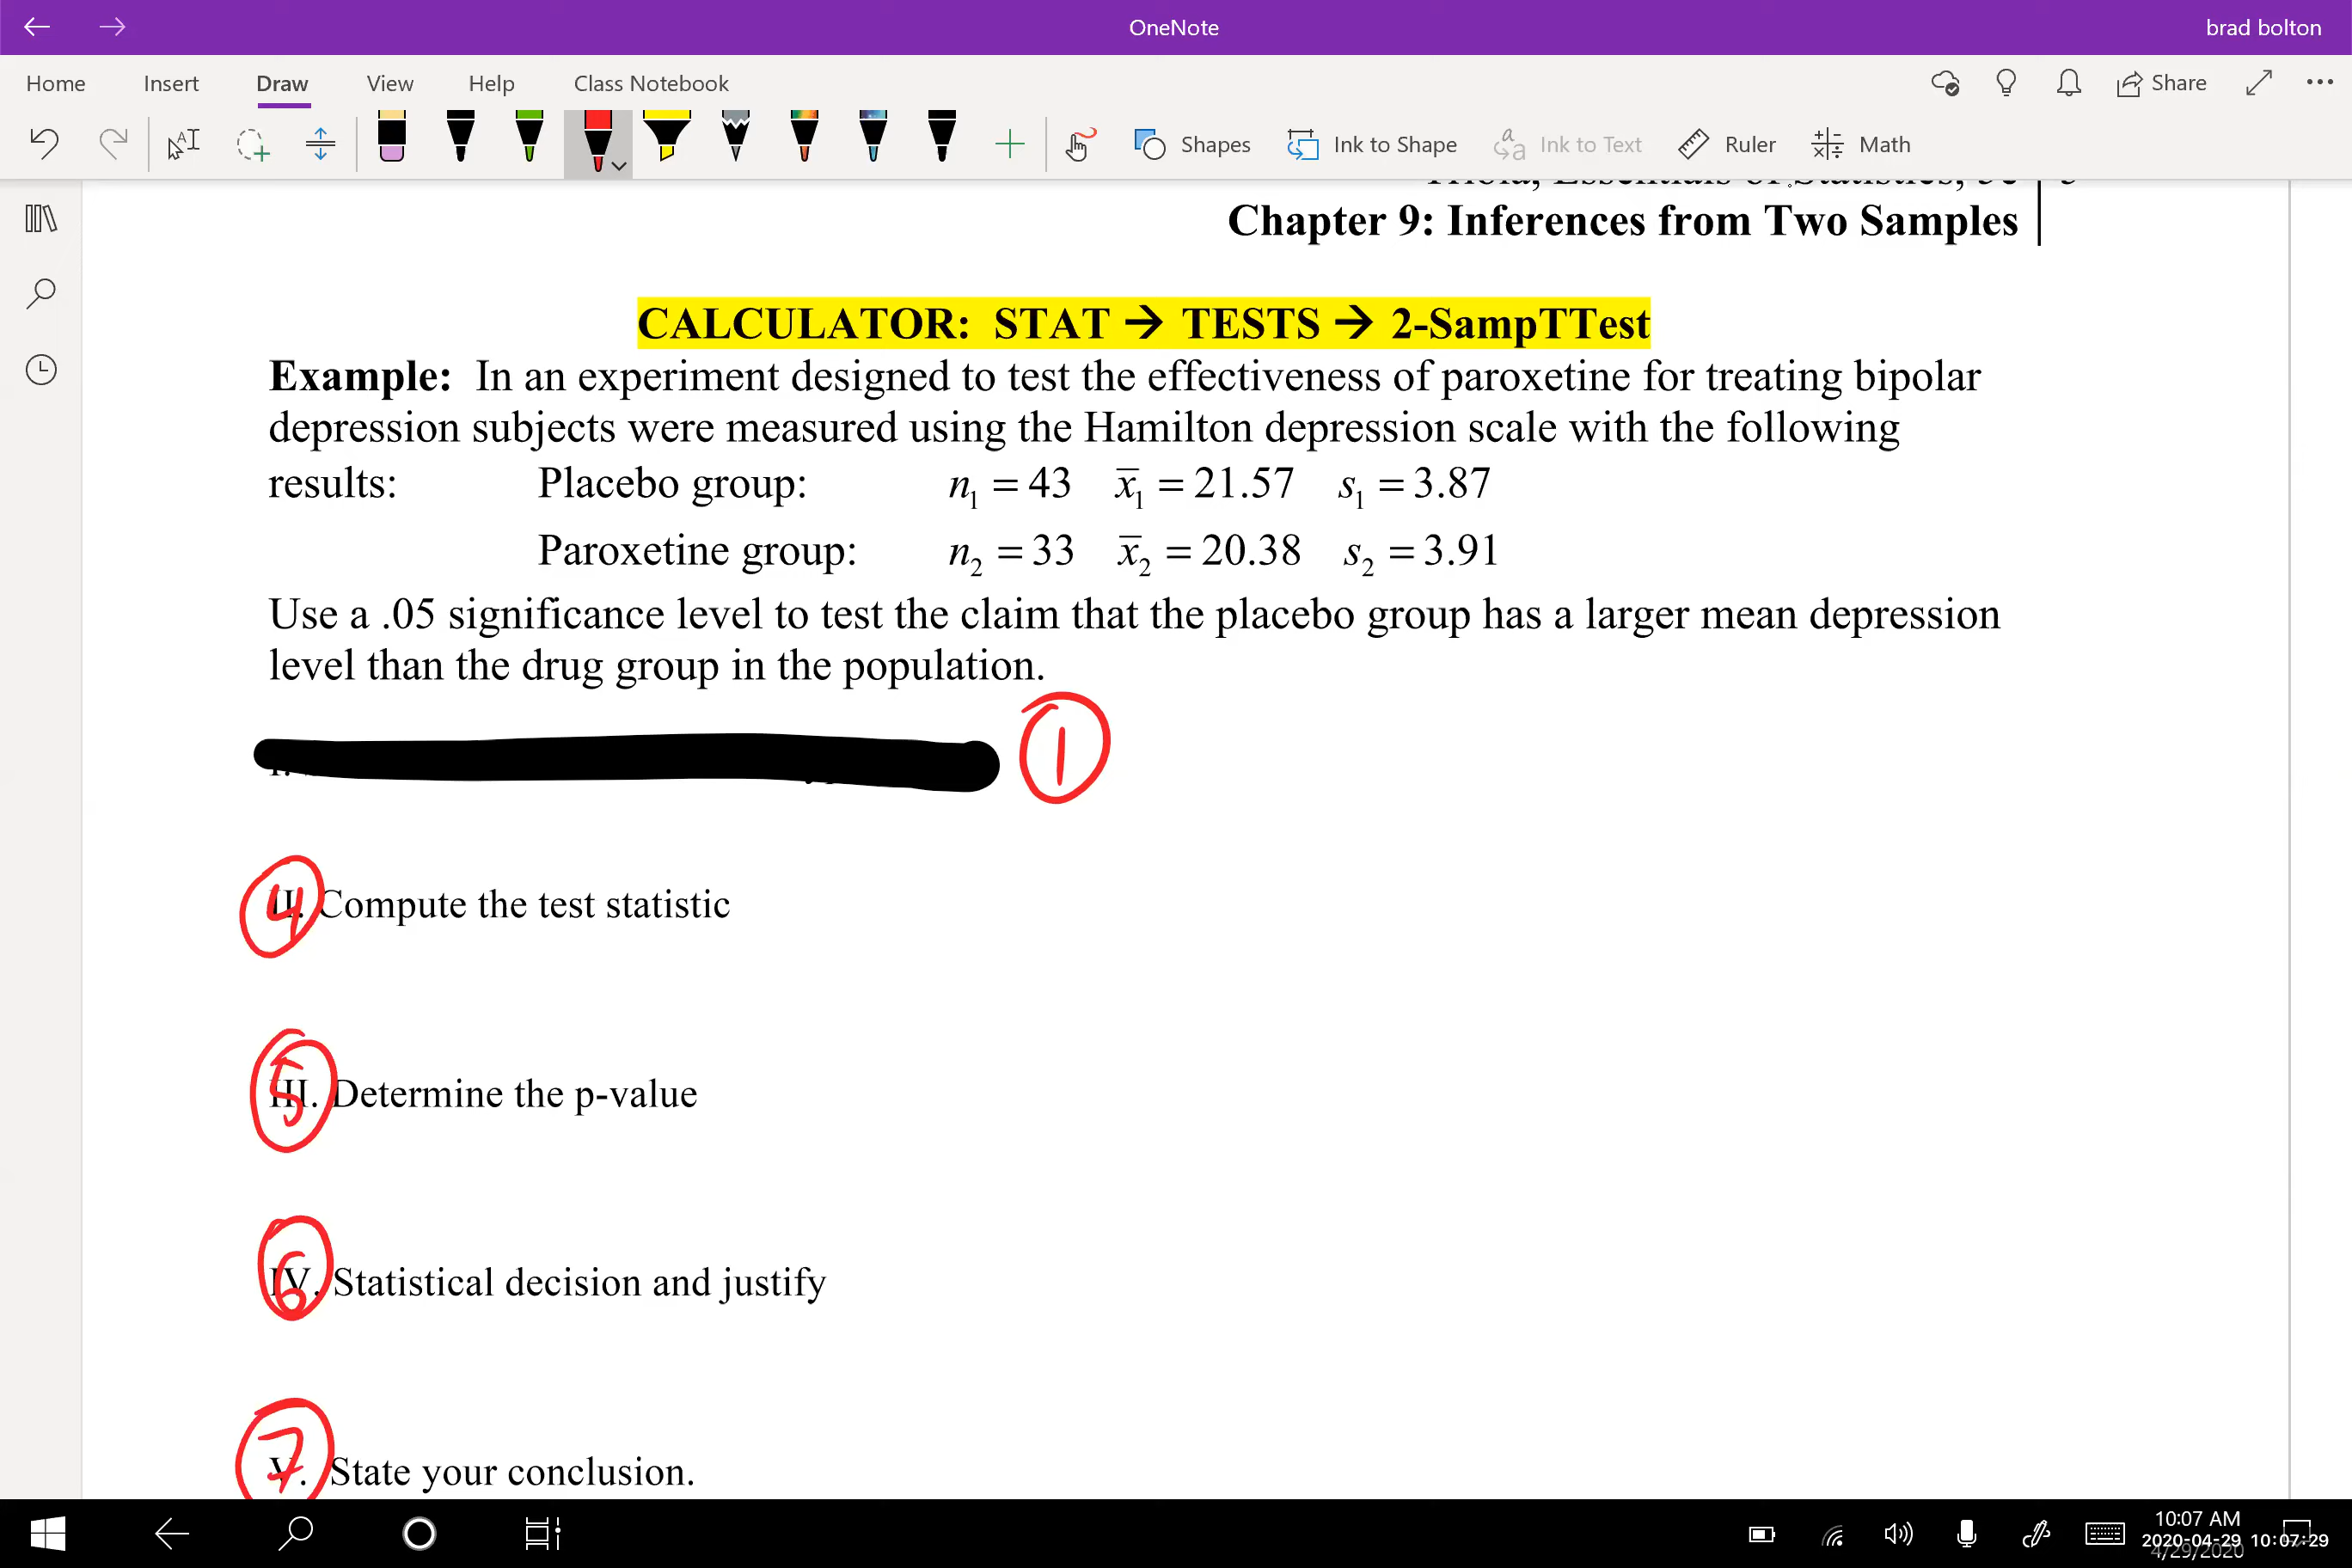 OneNote
brad bolton
Home Insert Draw View Help Class Notebook Share
Shapes Ink to Shape Ink to Text Ruler Math
Chapter 9: Inferences from Two Samples
CALCULATOR: STAT → TESTS → 2-SampTTest
Example: In an experiment designed to test the effectiveness of paroxetine for treating bipolar
depression subjects were measured using the Hamilton depression scale with the following
results: Placebo group: n₁ = 43 x̄₁ = 21.57 s₁ = 3.87
Paroxetine group: n₂ = 33 x̄₂ = 20.38 s₂ = 3.91
Use a .05 significance level to test the claim that the placebo group has a larger mean depression
level than the drug group in the population.
1
4 II. Compute the test statistic
5 III. Determine the p-value
6 IV. Statistical decision and justify
7 V. State your conclusion.
10:07 AM
2020-04-29 10:07:29
4/29/2020